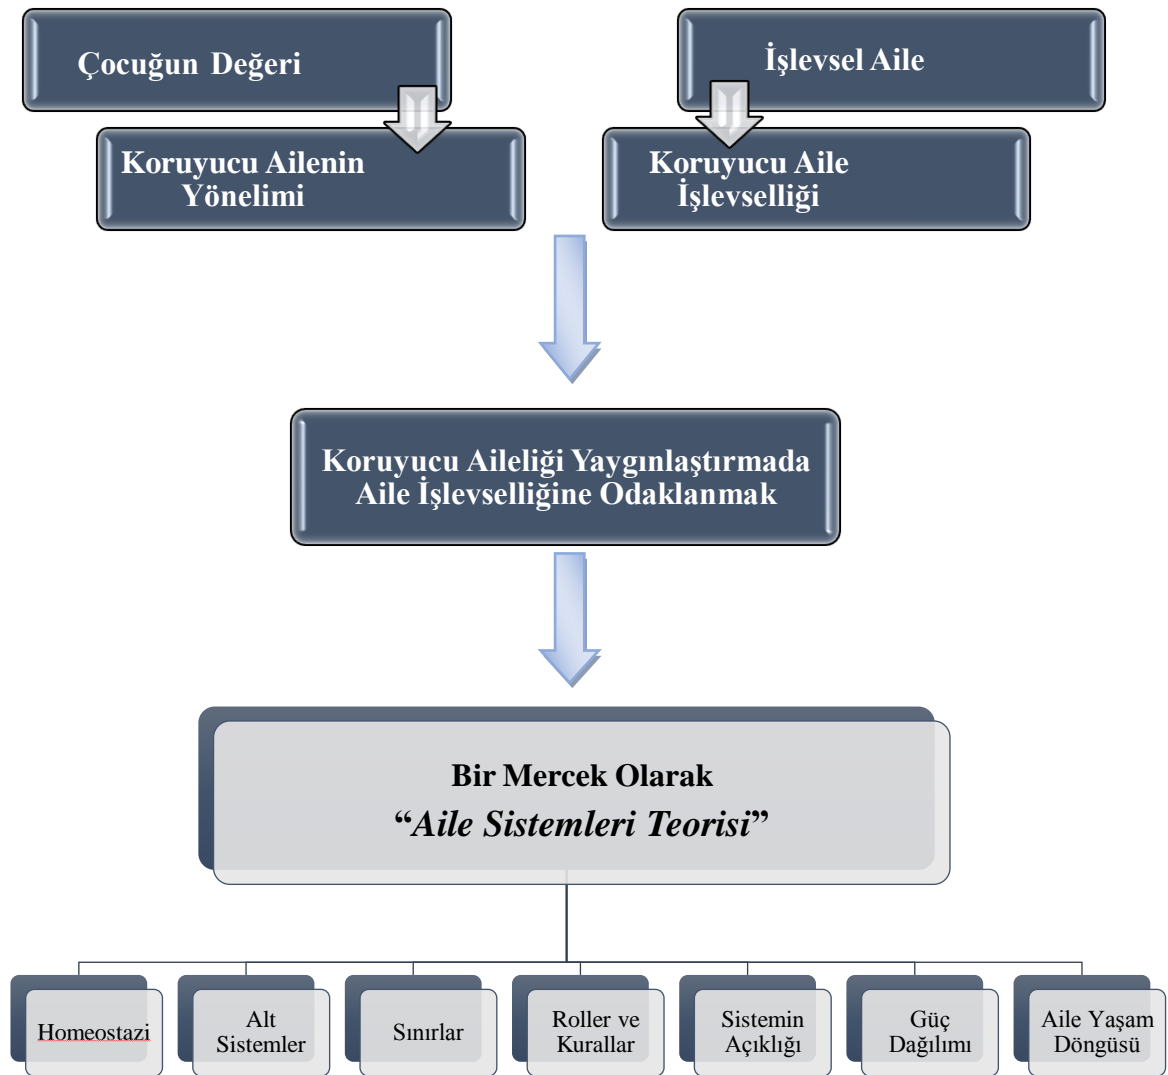 Çocuğun Değeri
İşlevsel Aile
Koruyucu Ailenin
Yönelimi
Koruyucu Aile
İşlevselliği
Koruyucu Aileliği Yaygınlaştırmada
Aile İşlevselliğine Odaklanmak
Bir Mercek Olarak
“Aile Sistemleri Teorisi”
Homeostazi
Alt
Sistemler
Sınırlar
Roller ve
Kurallar
Sistemin
Açıklığı
Güç
Dağılımı
Aile Yaşam
Döngüsü